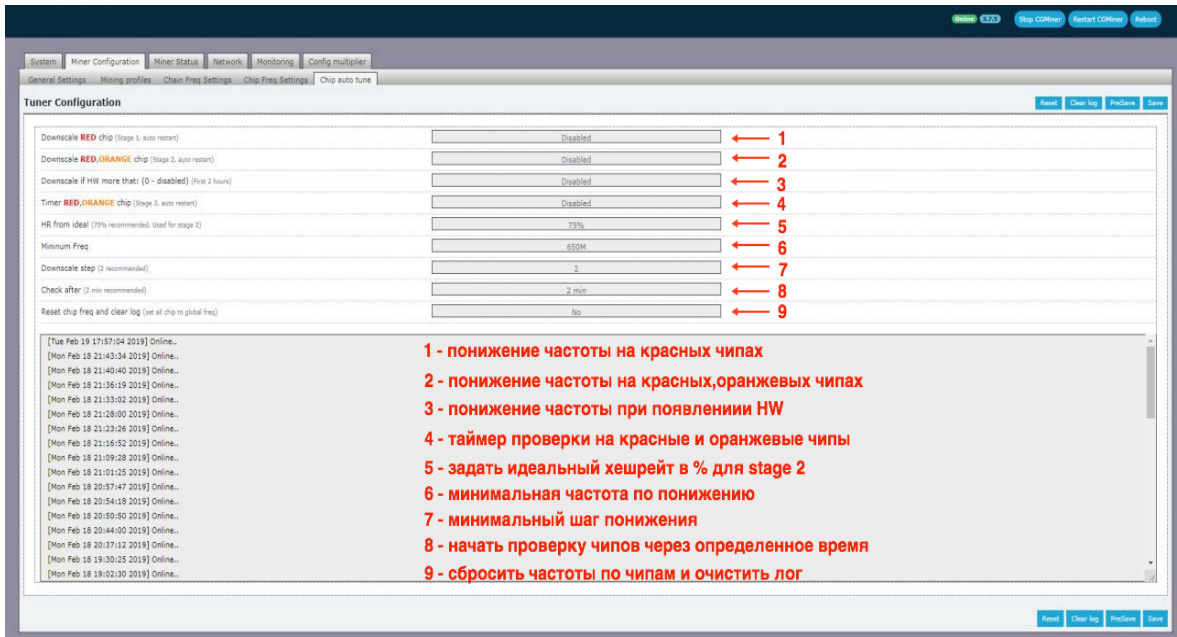 Online 3.7.3 Stop CGMiner Restart CGMiner Reboot
System Miner Configuration Miner Status Network Monitoring Config multiplier
General Settings Mining profiles Chain Freq Settings Chip Freq Settings Chip auto tune
Tuner Configuration Reset Clear log PreSave Save
Downscale RED chip (Stage 1, auto restart) Disabled 1
Downscale RED,ORANGE chip (Stage 2, auto restart) Disabled 2
Downscale if HW more that: (0 - disabled) (First 2 hours) Disabled 3
Timer RED,ORANGE chip (Stage 3, auto restart) Disabled 4
HR from ideal (75% recommended. Used for stage 2) 75% 5
Mininum Freq 650M 6
Downscale step (2 recommended) 2 7
Check after (2 min recommended) 2 min 8
Reset chip freq and clear log (set all chip to global freq) No 9
[Tue Feb 19 17:57:04 2019] Online..
[Mon Feb 18 21:43:34 2019] Online..
[Mon Feb 18 21:40:40 2019] Online..
[Mon Feb 18 21:36:19 2019] Online..
[Mon Feb 18 21:33:02 2019] Online..
[Mon Feb 18 21:28:00 2019] Online..
[Mon Feb 18 21:23:26 2019] Online..
[Mon Feb 18 21:16:52 2019] Online..
[Mon Feb 18 21:09:28 2019] Online..
[Mon Feb 18 21:01:25 2019] Online..
[Mon Feb 18 20:57:47 2019] Online..
[Mon Feb 18 20:54:18 2019] Online..
[Mon Feb 18 20:50:50 2019] Online..
[Mon Feb 18 20:44:00 2019] Online..
[Mon Feb 18 20:37:12 2019] Online..
[Mon Feb 18 19:30:25 2019] Online..
[Mon Feb 18 19:02:30 2019] Online..
1 - понижение частоты на красных чипах
2 - понижение частоты на красных,оранжевых чипах
3 - понижение частоты при появлениии HW
4 - таймер проверки на красные и оранжевые чипы
5 - задать идеальный хешрейт в % для stage 2
6 - минимальная частота по понижению
7 - минимальный шаг понижения
8 - начать проверку чипов через определенное время
9 - сбросить частоты по чипам и очистить лог
Reset Clear log PreSave Save